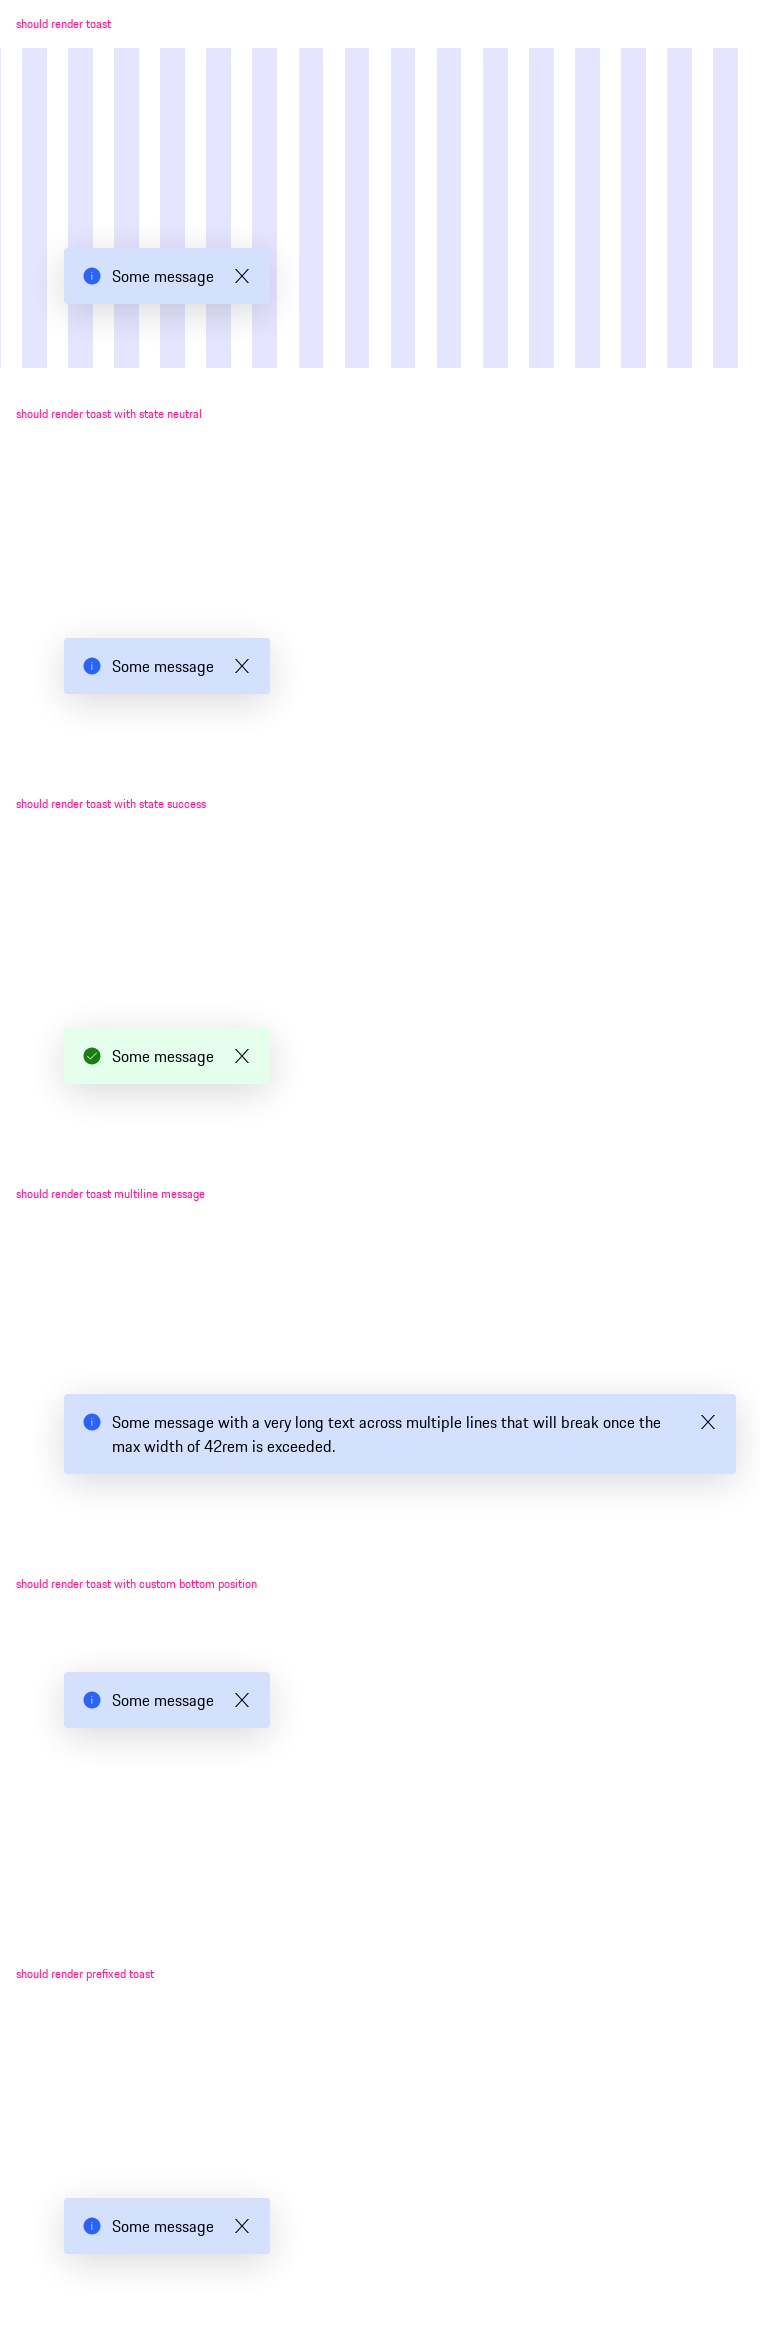 should render toast
Some message
should render toast with state neutral
Some message
should render toast with state success
Some message
should render toast multiline message
Some message with a very long text across multiple lines that will break once the
max width of 42rem is exceeded.
should render toast with custom bottom position
Some message
should render prefixed toast
Some message